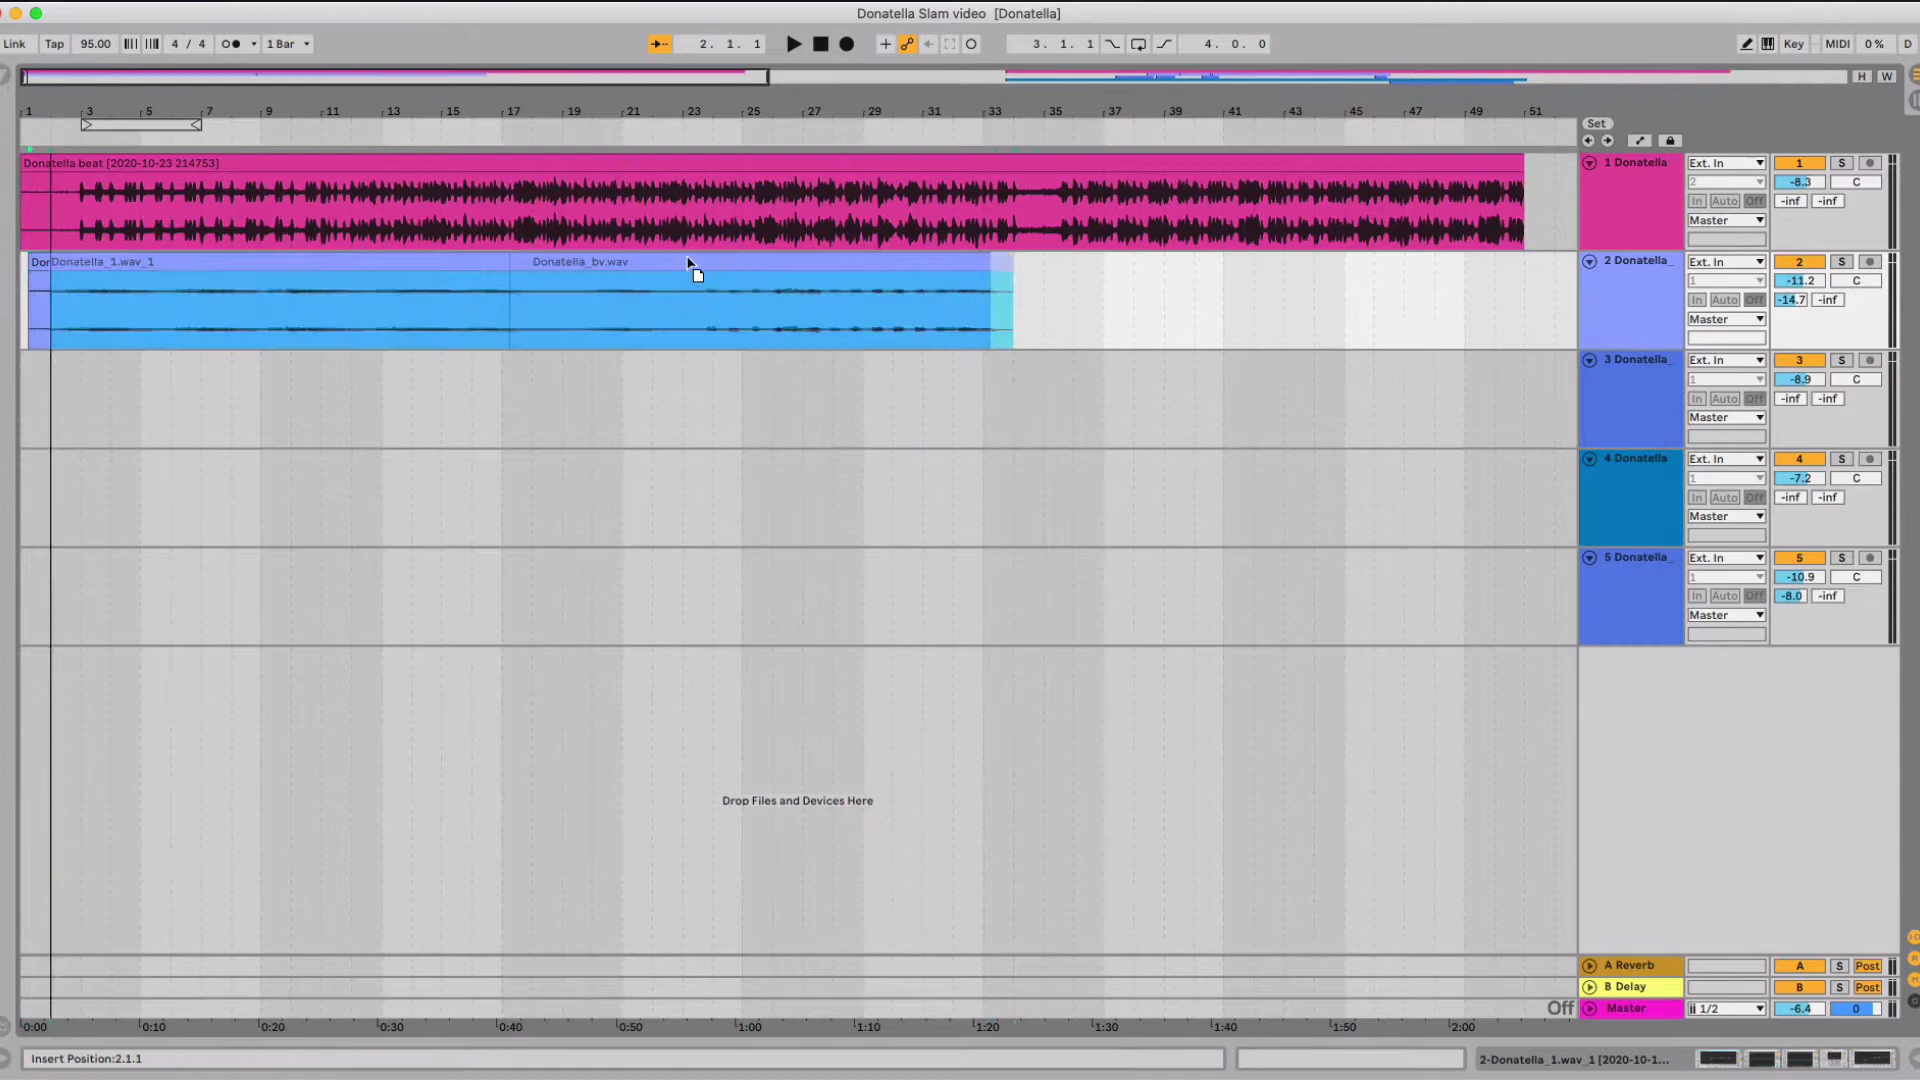 Donatella Slam video [Donatella]
Link Tap 95.00 4 / 4 1 Bar 2. 1. 1 3. 1. 1 4. 0. 0 Key MIDI 0 % D
H W
1 3 5 7 9 11 13 15 17 19 21 23 25 27 29 31 33 35 37 39 41 43 45 47 49 51
Set
Donatella beat [2020-10-23 214753]
1 Donatella Ext. In 1 S
2 -8.3 C
In Auto Off -inf -inf
Master
Don Donatella_1.wav_1 Donatella_bv.wav
2 Donatella_ Ext. In 2 S
1 -11.2 C
In Auto Off -14.7 -inf
Master
3 Donatella_ Ext. In 3 S
1 -8.9 C
In Auto Off -inf -inf
Master
4 Donatella Ext. In 4 S
1 -7.2 C
In Auto Off -inf -inf
Master
5 Donatella_ Ext. In 5 S
1 -10.9 C
In Auto Off -8.0 -inf
Master
Drop Files and Devices Here
A Reverb A S Post
B Delay B S Post
Off Master 1/2 -6.4 0
0:00 0:10 0:20 0:30 0:40 0:50 1:00 1:10 1:20 1:30 1:40 1:50 2:00
Insert Position:2.1.1 2-Donatella_1.wav_1 [2020-10-1...